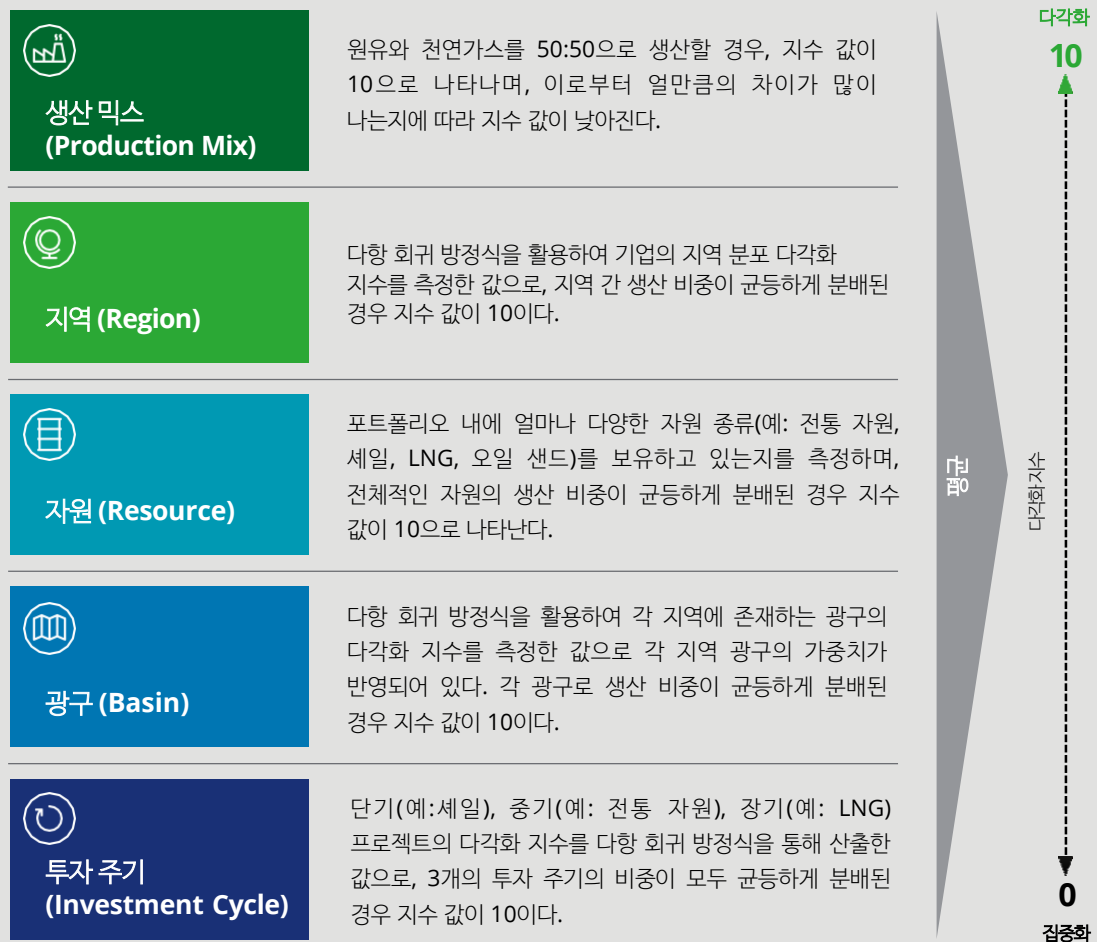 생산 믹스
(Production Mix)
원유와 천연가스를 50:50으로 생산할 경우, 지수 값이
10으로 나타나며, 이로부터 얼만큼의 차이가 많이
나는지에 따라 지수 값이 낮아진다.
지역 (Region)
다항 회귀 방정식을 활용하여 기업의 지역 분포 다각화
지수를 측정한 값으로, 지역 간 생산 비중이 균등하게 분배된
경우 지수 값이 10이다.
자원 (Resource)
포트폴리오 내에 얼마나 다양한 자원 종류(예: 전통 자원,
셰일, LNG, 오일 샌드)를 보유하고 있는지를 측정하며,
전체적인 자원의 생산 비중이 균등하게 분배된 경우 지수
값이 10으로 나타난다.
광구 (Basin)
다항 회귀 방정식을 활용하여 각 지역에 존재하는 광구의
다각화 지수를 측정한 값으로 각 지역 광구의 가중치가
반영되어 있다. 각 광구로 생산 비중이 균등하게 분배된
경우 지수 값이 10이다.
투자 주기
(Investment Cycle)
단기(예:셰일), 중기(예: 전통 자원), 장기(예: LNG)
프로젝트의 다각화 지수를 다항 회귀 방정식을 통해 산출한
값으로, 3개의 투자 주기의 비중이 모두 균등하게 분배된
경우 지수 값이 10이다.
평균
다각화
10
다각화 지수
0
집중화